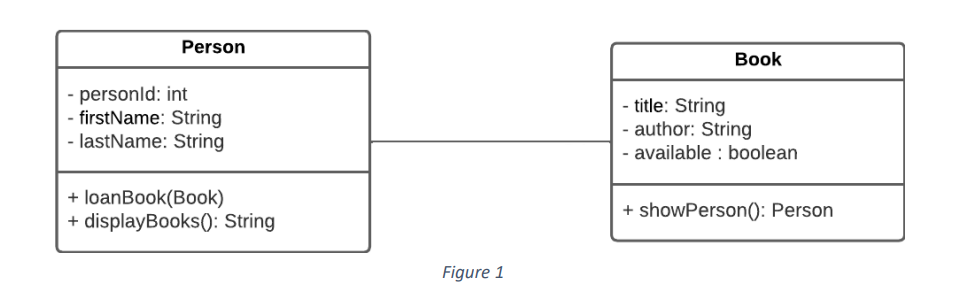 Person
- personId: int
- firstName: String
- lastName: String
+ loanBook(Book)
+ displayBooks(): String
Book
- title: String
- author: String
- available : boolean
+ showPerson(): Person
Figure 1